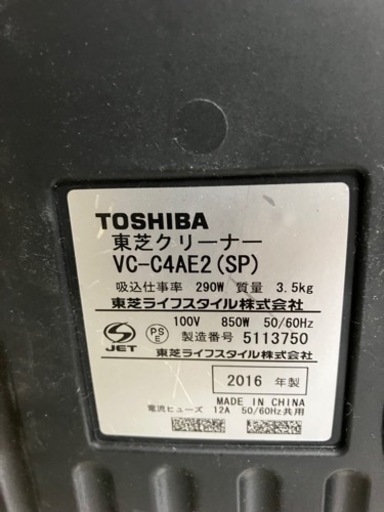 TOSHIBA
東芝クリーナー
VC-C4AE2(SP)
吸込仕事率 290W 質量 3.5kg
東芝ライフスタイル株式会社
100V 850W 50/60Hz
PS E 製造番号 5113750
S JET 東芝ライフスタイル株式会社
2016 年製
MADE IN CHINA
電流ヒューズ 12A 50/60Hz共用